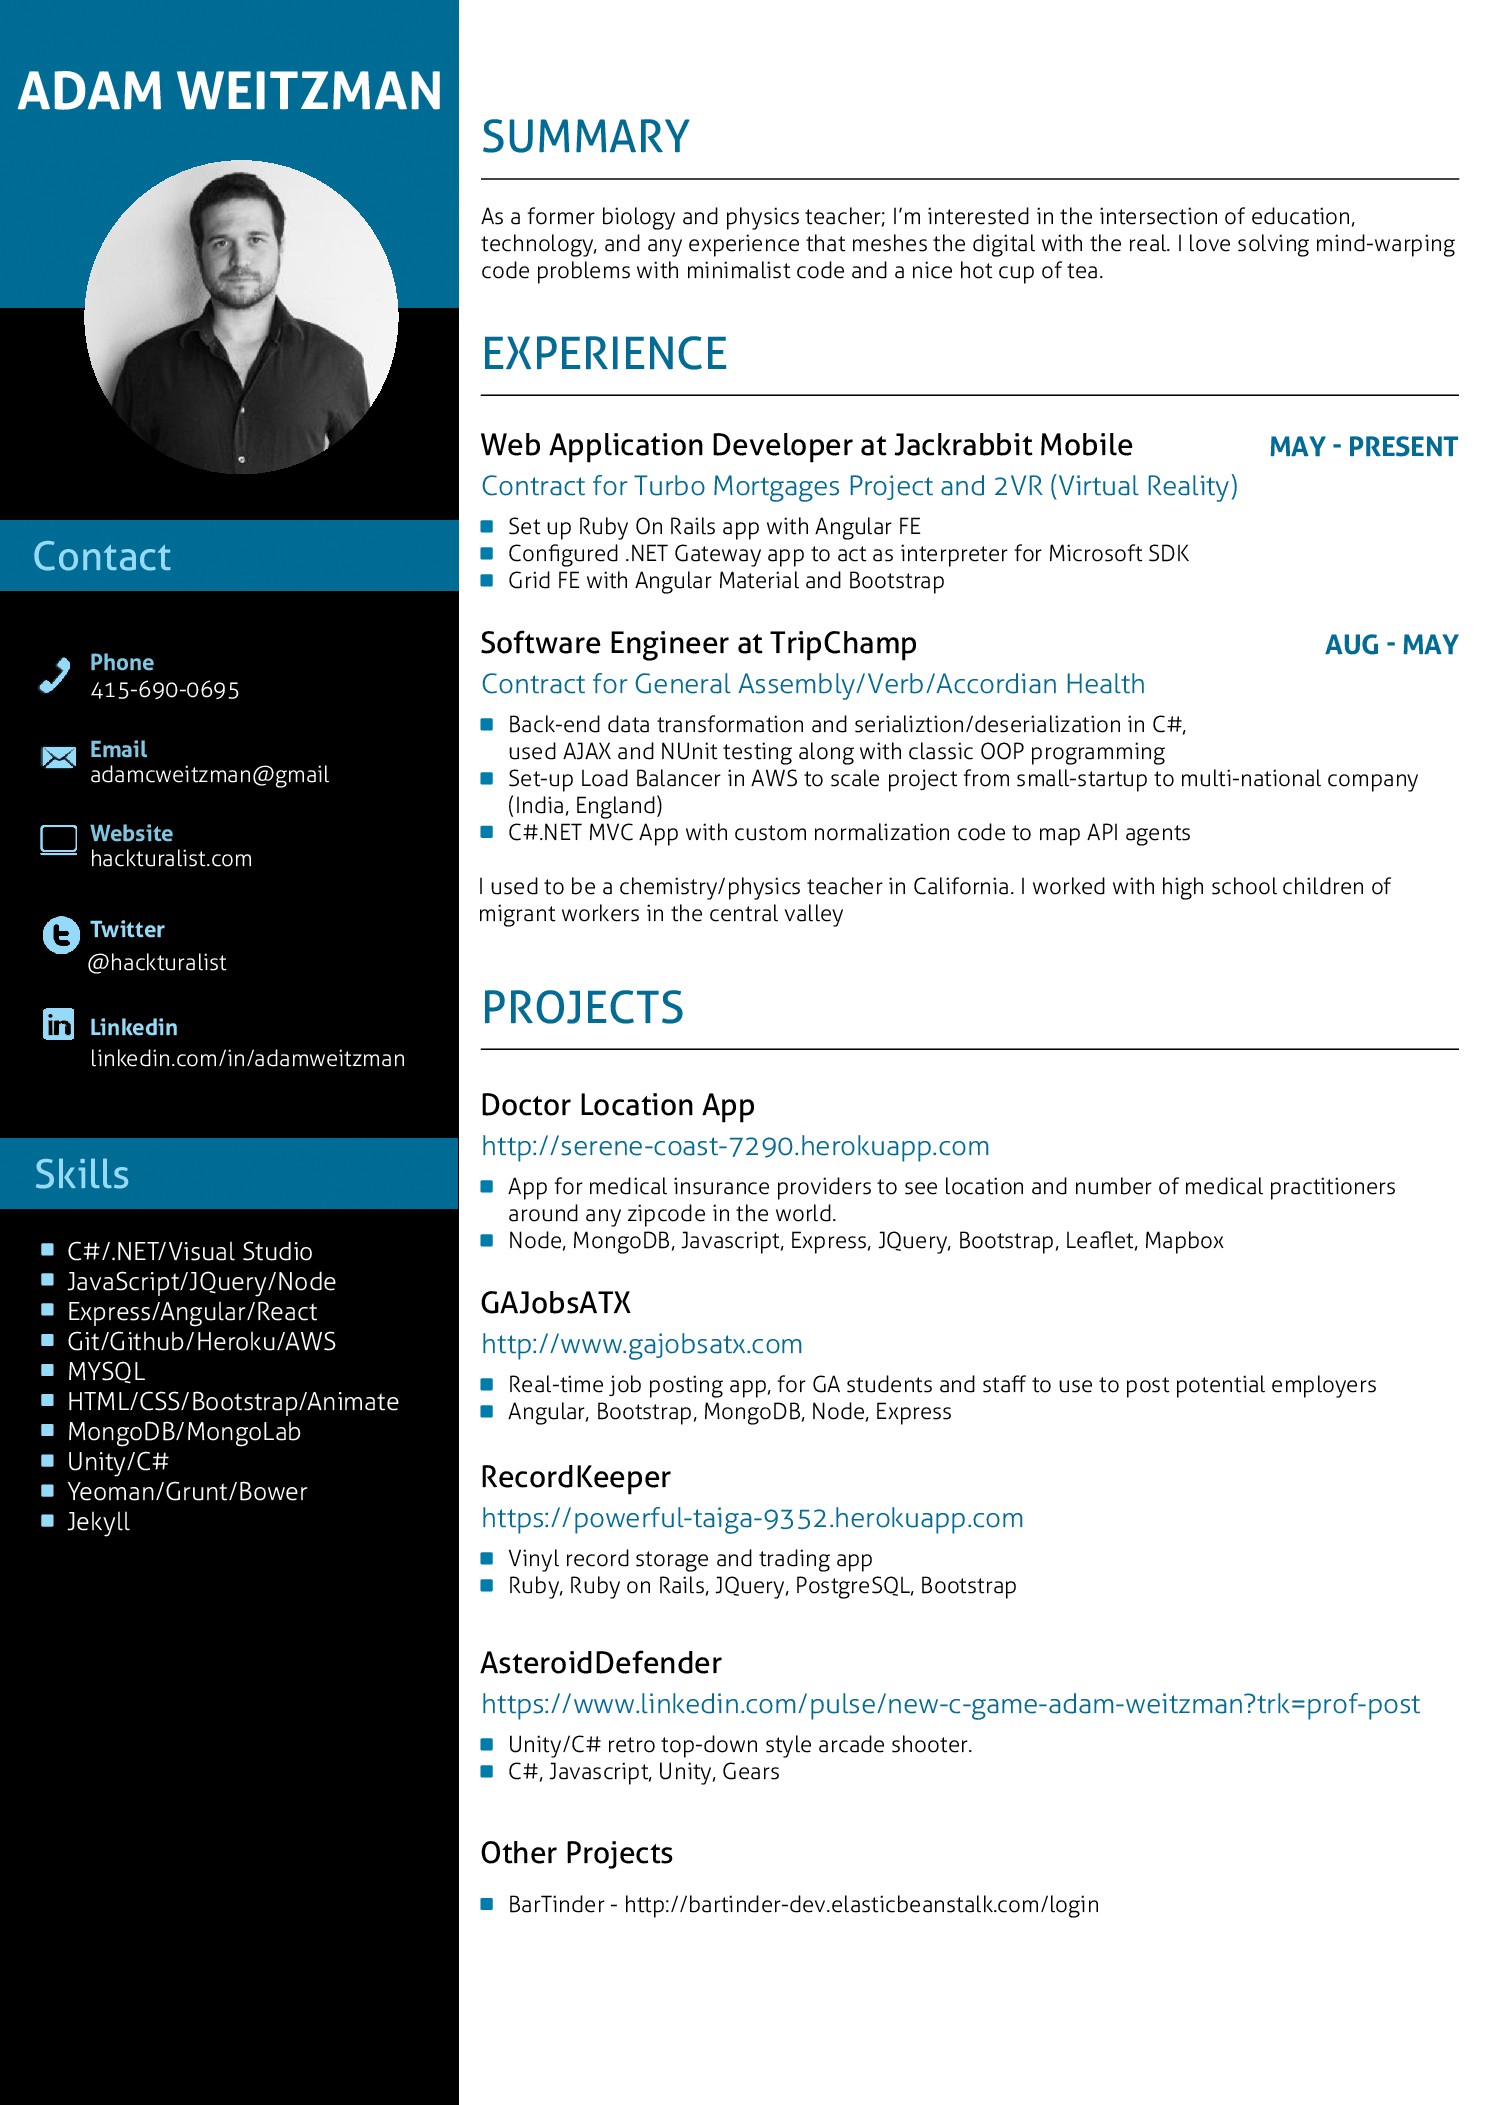 ADAM WEITZMAN
Contact
Phone
415-690-0695
Email
adamcweitzman@gmail
Website
hackturalist.com
Twitter
@hackturalist
Linkedin
linkedin.com/in/adamweitzman
Skills
C#/.NET/Visual Studio
JavaScript/JQuery/Node
Express/Angular/React
Git/Github/Heroku/AWS
MYSQL
HTML/CSS/Bootstrap/Animate
MongoDB/MongoLab
Unity/C#
Yeoman/Grunt/Bower
Jekyll
SUMMARY
As a former biology and physics teacher; I'm interested in the intersection of education,
technology, and any experience that meshes the digital with the real. I love solving mind-warping
code problems with minimalist code and a nice hot cup of tea.
EXPERIENCE
Web Application Developer at Jackrabbit Mobile MAY - PRESENT
Contract for Turbo Mortgages Project and 2VR (Virtual Reality)
Set up Ruby On Rails app with Angular FE
Configured .NET Gateway app to act as interpreter for Microsoft SDK
Grid FE with Angular Material and Bootstrap
Software Engineer at TripChamp AUG - MAY
Contract for General Assembly/Verb/Accordian Health
Back-end data transformation and serializtion/deserialization in C#,
used AJAX and NUnit testing along with classic OOP programming
Set-up Load Balancer in AWS to scale project from small-startup to multi-national company
(India, England)
C#.NET MVC App with custom normalization code to map API agents
I used to be a chemistry/physics teacher in California. I worked with high school children of
migrant workers in the central valley
PROJECTS
Doctor Location App
http://serene-coast-7290.herokuapp.com
App for medical insurance providers to see location and number of medical practitioners
around any zipcode in the world.
Node, MongoDB, Javascript, Express, JQuery, Bootstrap, Leaflet, Mapbox
GAJobsATX
http://www.gajobsatx.com
Real-time job posting app, for GA students and staff to use to post potential employers
Angular, Bootstrap, MongoDB, Node, Express
RecordKeeper
https://powerful-taiga-9352.herokuapp.com
Vinyl record storage and trading app
Ruby, Ruby on Rails, JQuery, PostgreSQL, Bootstrap
AsteroidDefender
https://www.linkedin.com/pulse/new-c-game-adam-weitzman?trk=prof-post
Unity/C# retro top-down style arcade shooter.
C#, Javascript, Unity, Gears
Other Projects
BarTinder - http://bartinder-dev.elasticbeanstalk.com/login